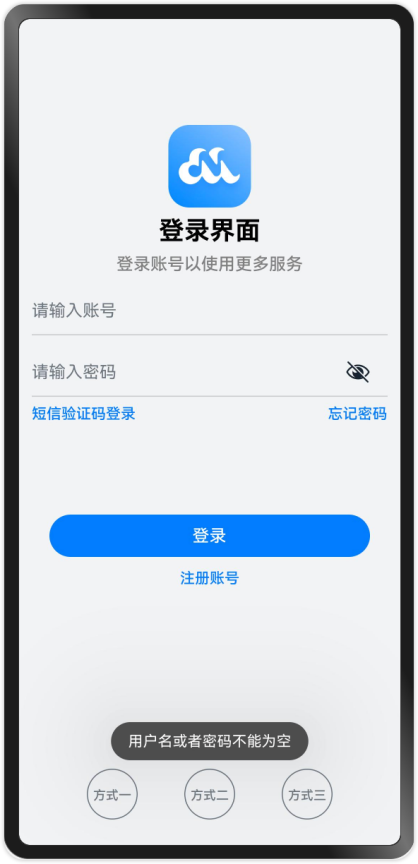 登录界面
登录账号以使用更多服务
请输入账号
请输入密码
短信验证码登录 忘记密码
登录
注册账号
用户名或者密码不能为空
方式一 方式二 方式三